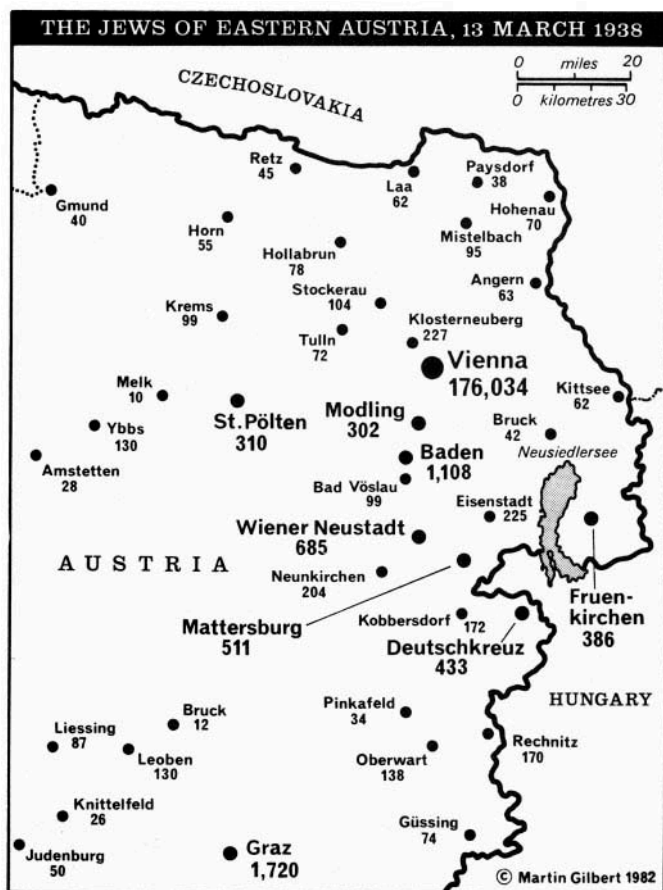 THE JEWS OF EASTERN AUSTRIA, 13 MARCH 1938
0 miles 20
0 kilometres 30
CZECHOSLOVAKIA
Retz
45
Laa
62
Paysdorf
38
Gmund
40
Hohenau
70
Horn
55
Mistelbach
95
Hollabrun
78
Angern
63
Stockerau
104
Krems
99
Klosterneuberg
227
Tulln
72
Vienna
176,034
Melk
10
Kittsee
62
St.Pölten
310
Modling
302
Ybbs
130
Bruck
42
Baden
1,108
Neusiedlersee
Amstetten
28
Bad Vöslau
99
Eisenstadt
225
Wiener Neustadt
685
AUSTRIA
Neunkirchen
204
Fruen-
kirchen
386
Mattersburg
511
Kobbersdorf
172
Deutschkreuz
433
HUNGARY
Pinkafeld
34
Bruck
12
Liessing
87
Leoben
130
Oberwart
138
Rechnitz
170
Knittelfeld
26
Güssing
74
Judenburg
50
Graz
1,720
© Martin Gilbert 1982